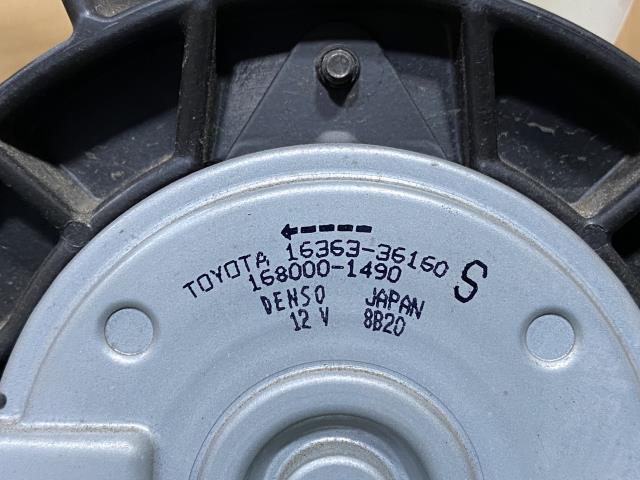 TOYOTA 16363-36160 S
168000-1490
DENSO JAPAN
12 V 8B20